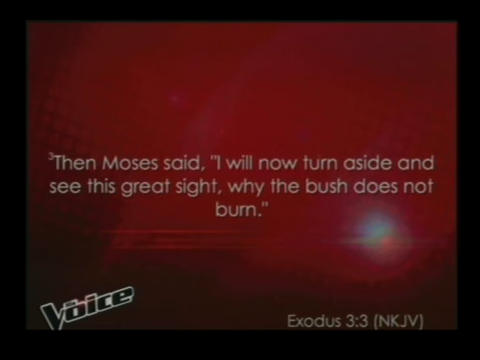 ³Then Moses said, "I will now turn aside and
see this great sight, why the bush does not
burn."
The
Voice
Exodus 3:3 (NKJV)